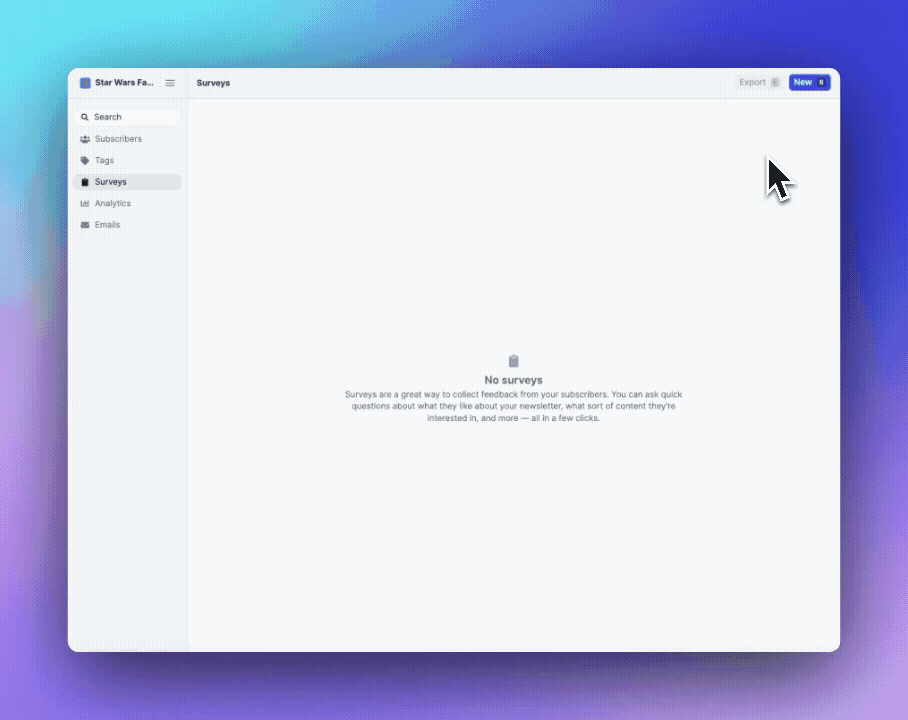 Star Wars Fa...
Surveys
Export
New N
Search
Subscribers
Tags
Surveys
Analytics
Emails
No surveys
Surveys are a great way to collect feedback from your subscribers. You can ask quick
questions about what they like about your newsletter, what sort of content they're
interested in, and more — all in a few clicks.